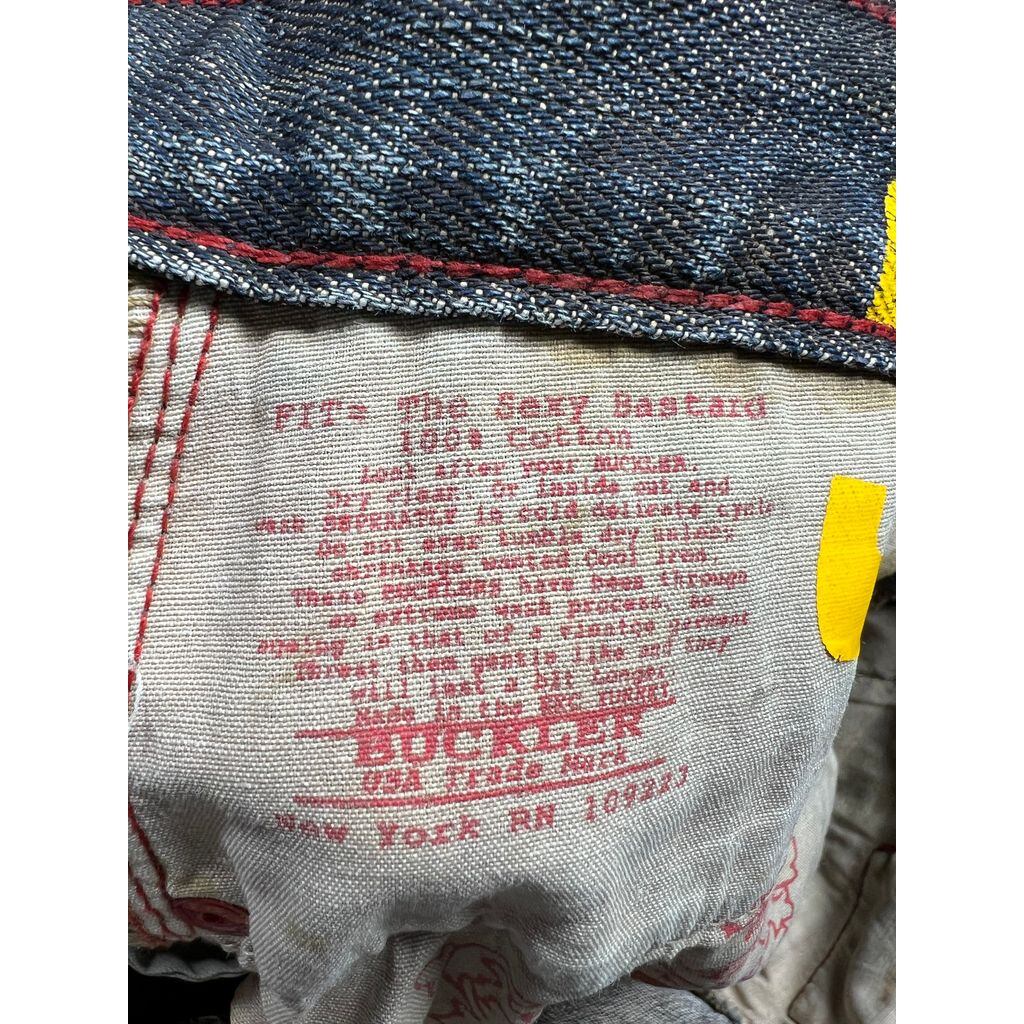 FIT= The Sexy Bastard
100% Cotton
Look after your BUCKLER.
Dry clean. Or inside out and
wash SEPERATLY in cold delicate cycle
Do not ever tumble dry unless
shrinkage wanted Cool iron.
These BUCKLERS have been through
an extreme wash process. So
ageing is that of a vintage garment
Threat them gentle like and they
will last a bit Longer
Made in the
BUCKLER
USA Trade Mark
New York RN 109223